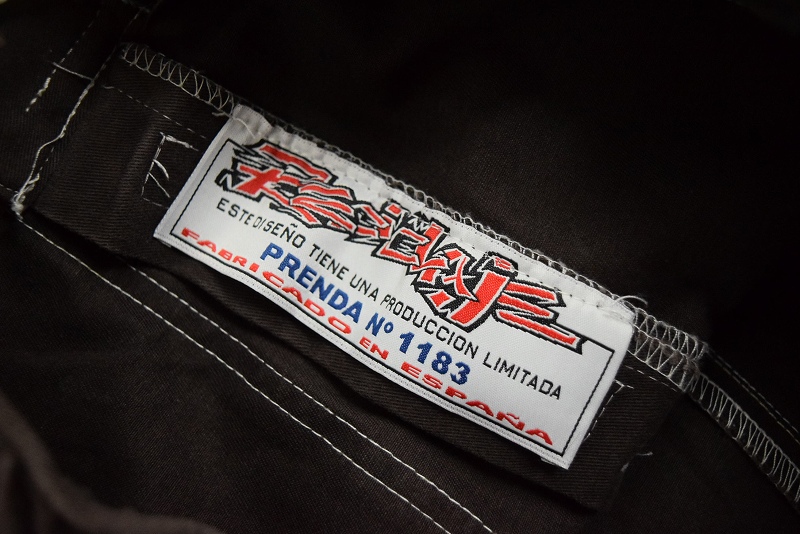 ESTE DISEÑO TIENE UNA PRODUCCION LIMITADA
PRENDA Nº 1183
FABRICADO EN ESPAÑA